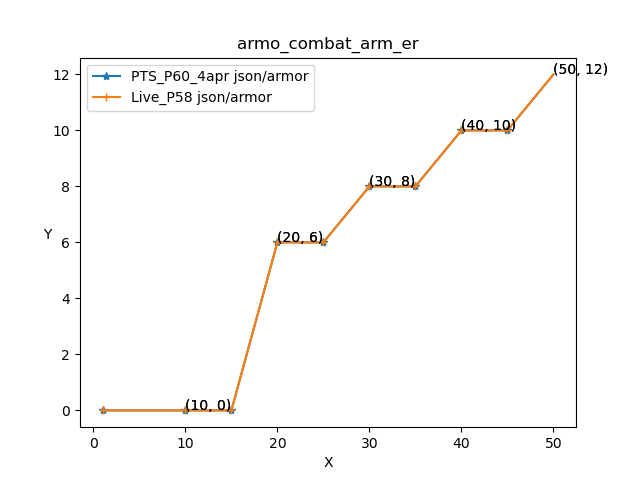 armo_combat_arm_er
PTS_P60_4apr json/armor
Live_P58 json/armor
(50, 12)
12
(40, 10)
10
(30, 8)
8
Y
(20, 6)
6
4
2
(10, 0)
0
0 10 20 30 40 50
X